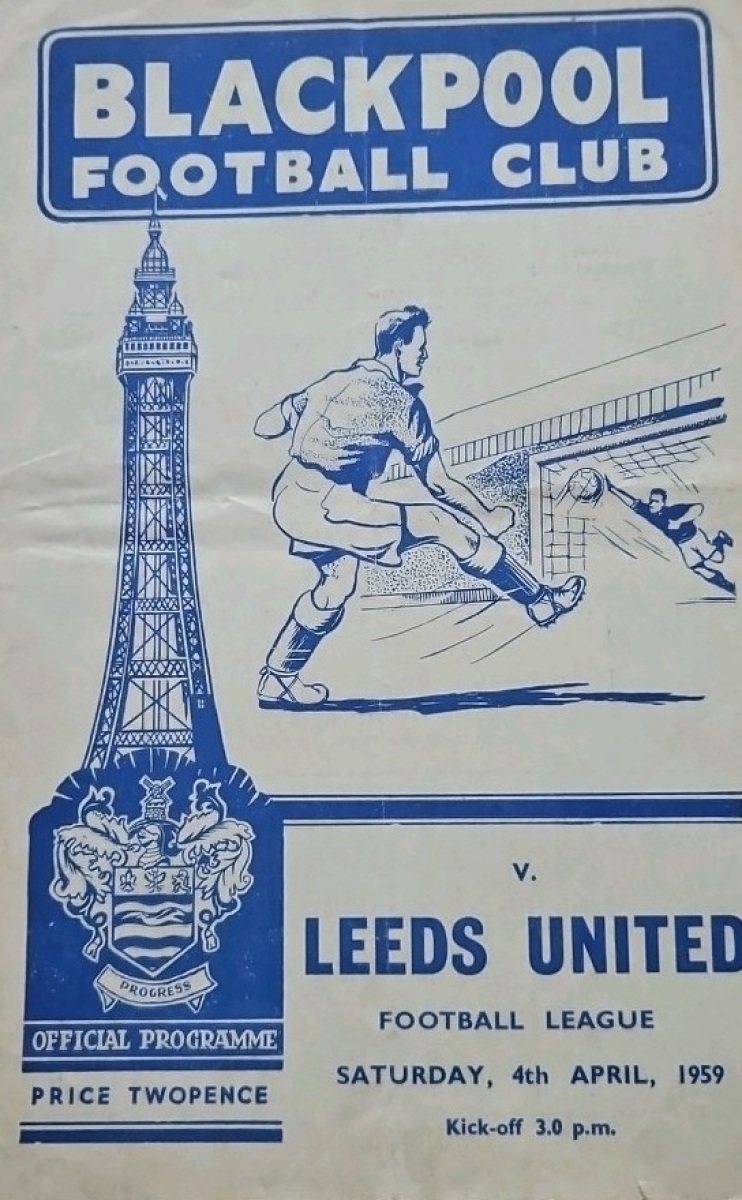 BLACKPOOL
FOOTBALL CLUB
PROGRESS
OFFICIAL PROGRAMME
PRICE TWOPENCE
V.
LEEDS UNITED
FOOTBALL LEAGUE
SATURDAY, 4th APRIL, 1959
Kick-off 3.0 p.m.